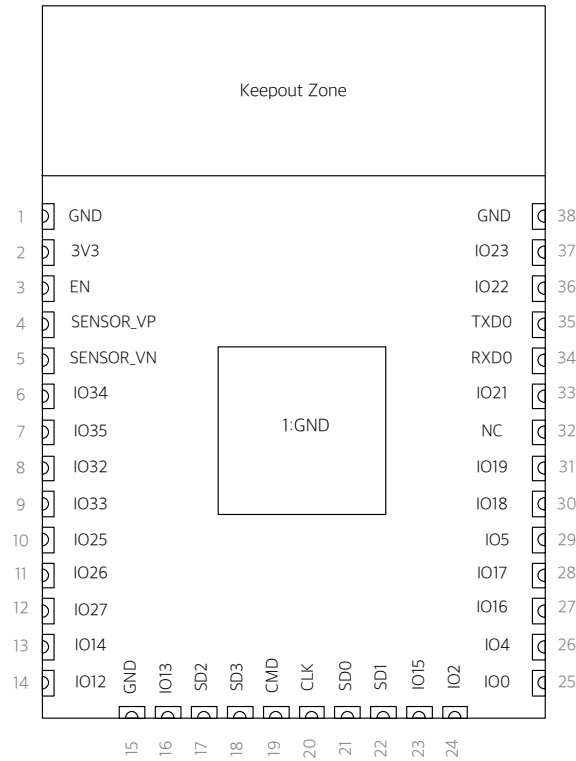 Keepout Zone
1 GND GND 38
2 3V3 IO23 37
3 EN IO22 36
4 SENSOR_VP TXD0 35
5 SENSOR_VN RXD0 34
6 IO34 IO21 33
7 IO35 1:GND NC 32
8 IO32 IO19 31
9 IO33 IO18 30
10 IO25 IO5 29
11 IO26 IO17 28
12 IO27 IO16 27
13 IO14 IO4 26
14 IO12 GND IO13 SD2 SD3 CMD CLK SD0 SD1 IO15 IO2 IO0 25
15 16 17 18 19 20 21 22 23 24